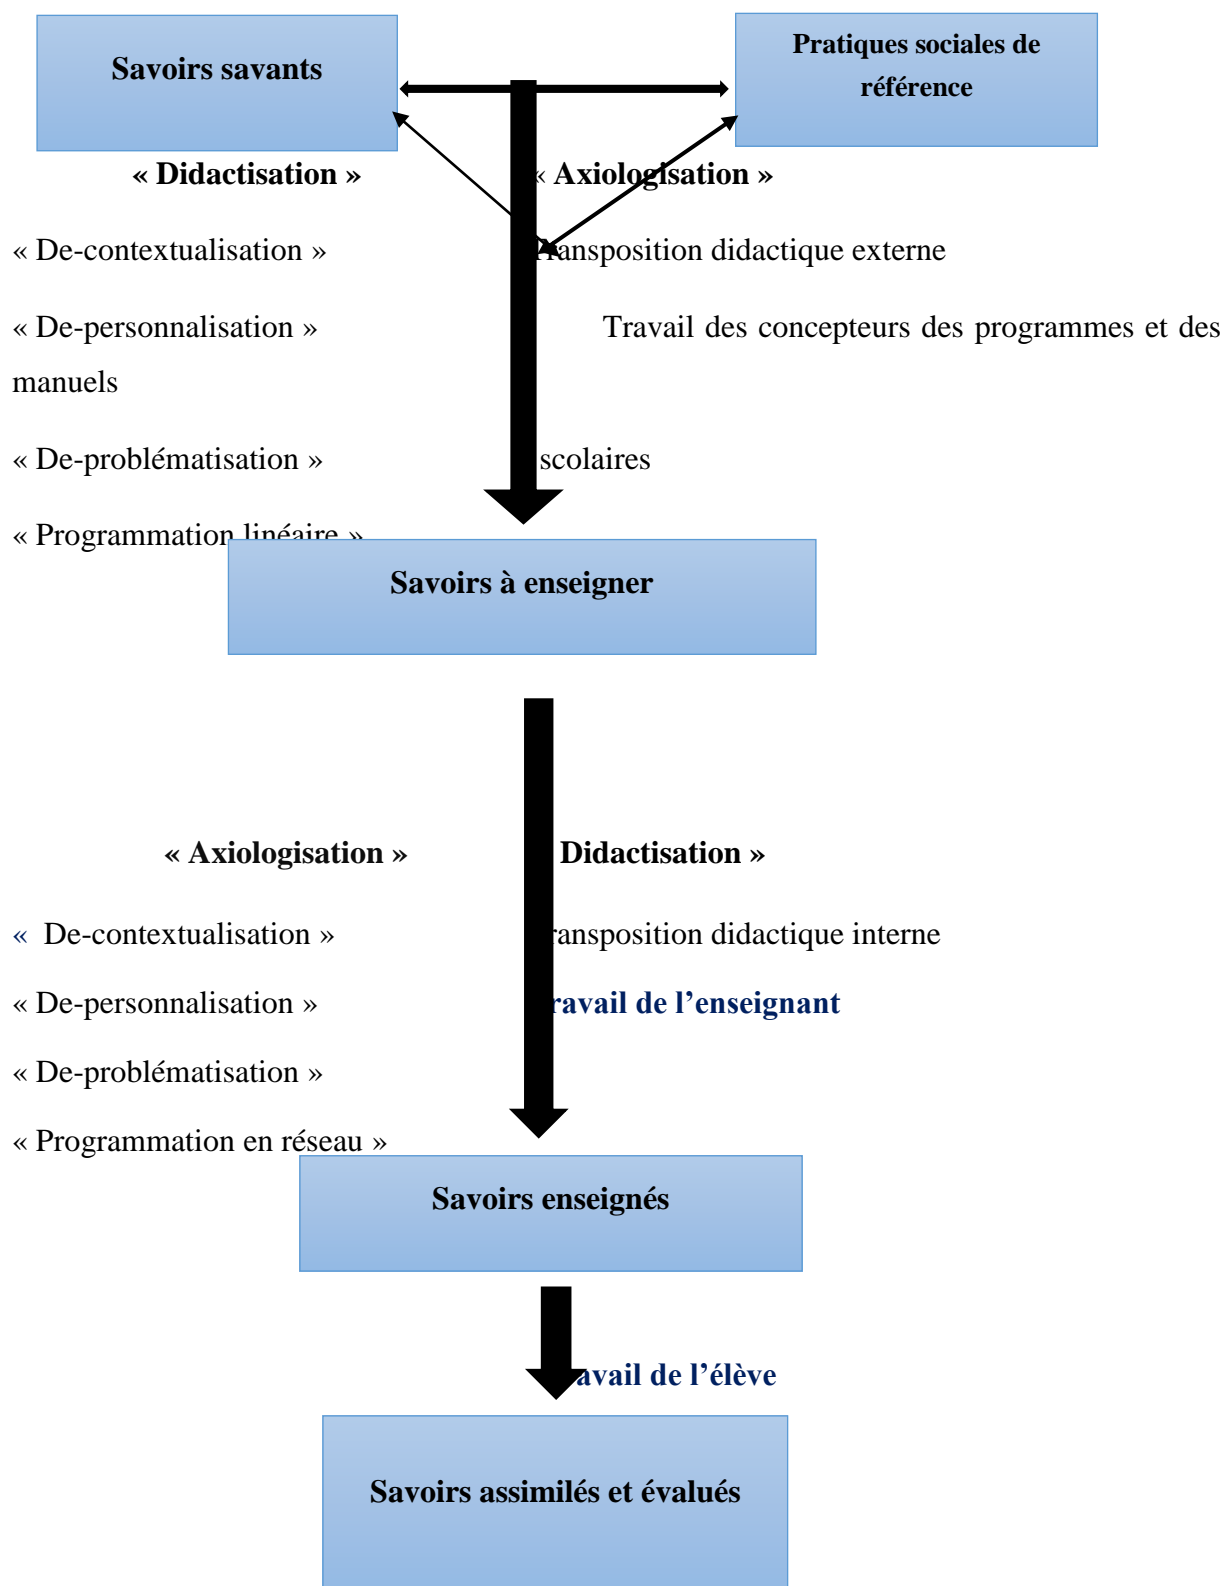 Savoirs savants
Pratiques sociales de
référence
« Didactisation » « Axiologisation »
« De-contextualisation » Transposition didactique externe
« De-personnalisation » Travail des concepteurs des programmes et des
manuels
« De-problématisation » scolaires
« Programmation linéaire »
Savoirs à enseigner
« Axiologisation » Didactisation »
« De-contextualisation » ransposition didactique interne
« De-personnalisation » ravail de l’enseignant
« De-problématisation »
« Programmation en réseau »
Savoirs enseignés
avail de l’élève
Savoirs assimilés et évalués